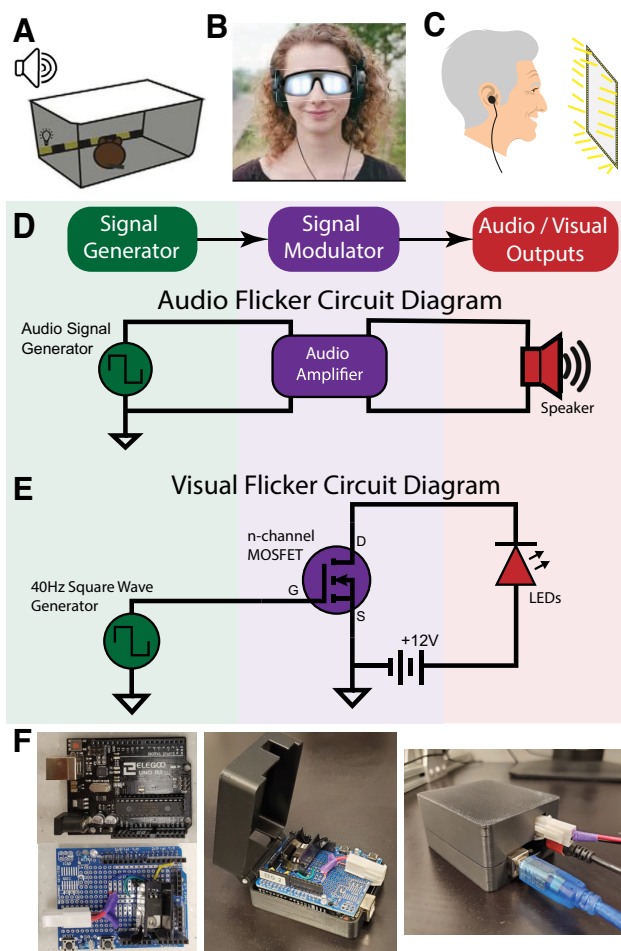 A
B
C
D
Signal
Generator
Signal
Modulator
Audio / Visual
Outputs
Audio Flicker Circuit Diagram
Audio Signal
Generator
Audio
Amplifier
Speaker
E
Visual Flicker Circuit Diagram
n-channel
MOSFET
D
G
S
40Hz Square Wave
Generator
+12V
LEDs
F
ELEGOO
UNO R3